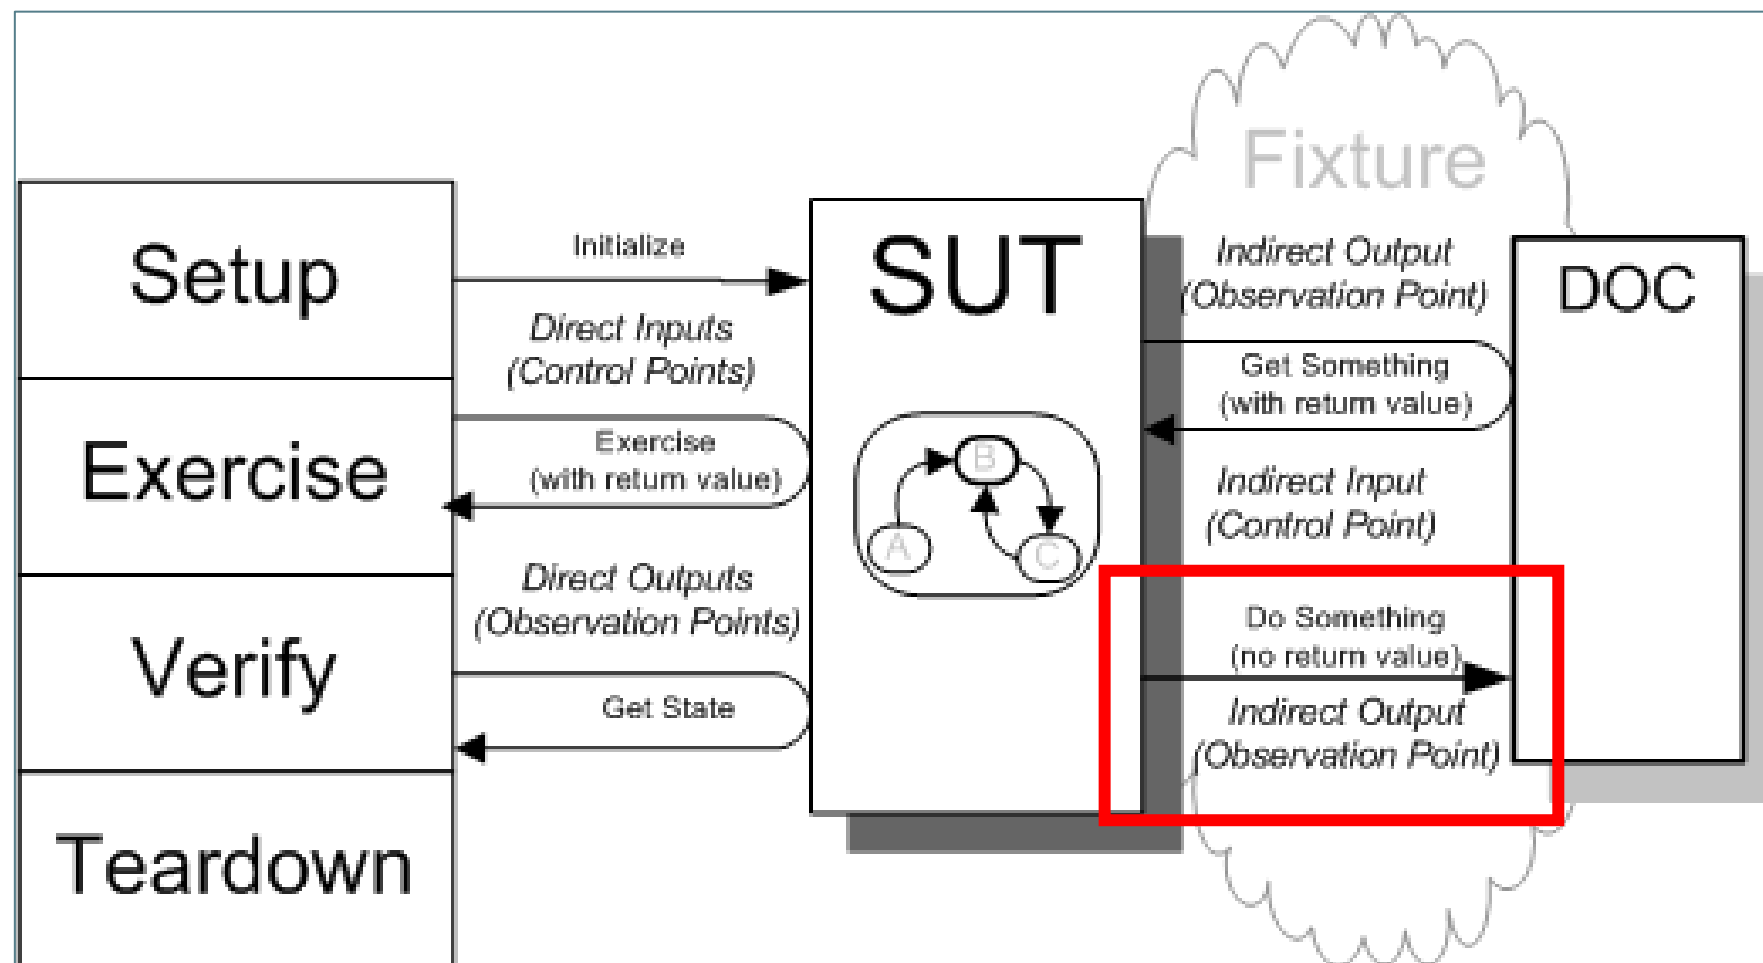 Setup
Exercise
Verify
Teardown
Initialize
Direct Inputs
(Control Points)
Exercise
(with return value)
Direct Outputs
(Observation Points)
Get State
SUT
A
B
C
Fixture
Indirect Output
(Observation Point)
Get Something
(with return value)
Indirect Input
(Control Point)
Do Something
(no return value)
Indirect Output
(Observation Point)
DOC